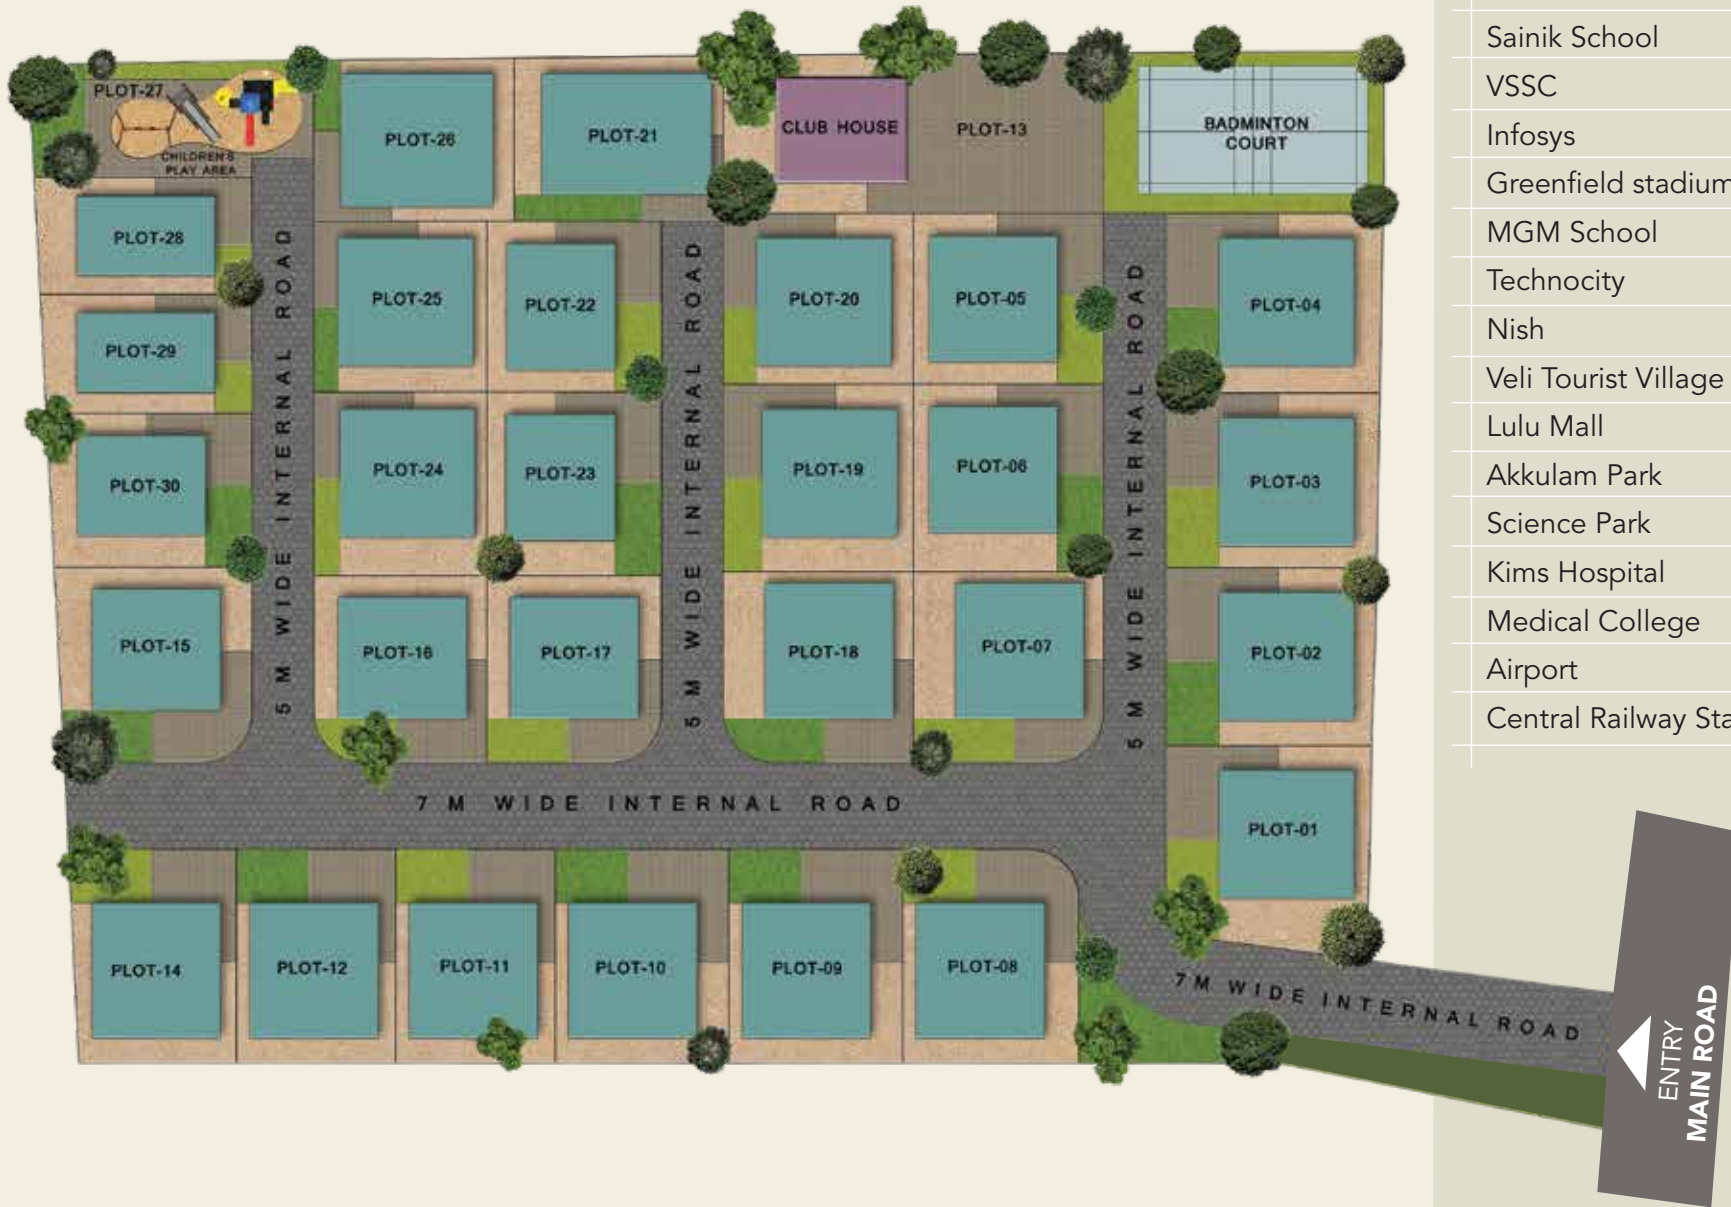 PLOT-27
CHILDREN'S
PLAY AREA
PLOT-26
PLOT-21
CLUB HOUSE
PLOT-13
BADMINTON
COURT
PLOT-28
PLOT-25
PLOT-22
PLOT-20
PLOT-05
PLOT-04
PLOT-29
PLOT-30
PLOT-24
PLOT-23
PLOT-19
PLOT-06
PLOT-03
5 M WIDE INTERNAL ROAD
5 M WIDE INTERNAL ROAD
5 M WIDE INTERNAL ROAD
PLOT-15
PLOT-16
PLOT-17
PLOT-18
PLOT-07
PLOT-02
7 M WIDE INTERNAL ROAD
PLOT-01
PLOT-14
PLOT-12
PLOT-11
PLOT-10
PLOT-09
PLOT-08
7 M WIDE INTERNAL ROAD
ENTRY
MAIN ROAD
Sainik School
VSSC
Infosys
Greenfield stadium
MGM School
Technocity
Nish
Veli Tourist Village
Lulu Mall
Akkulam Park
Science Park
Kims Hospital
Medical College
Airport
Central Railway Sta